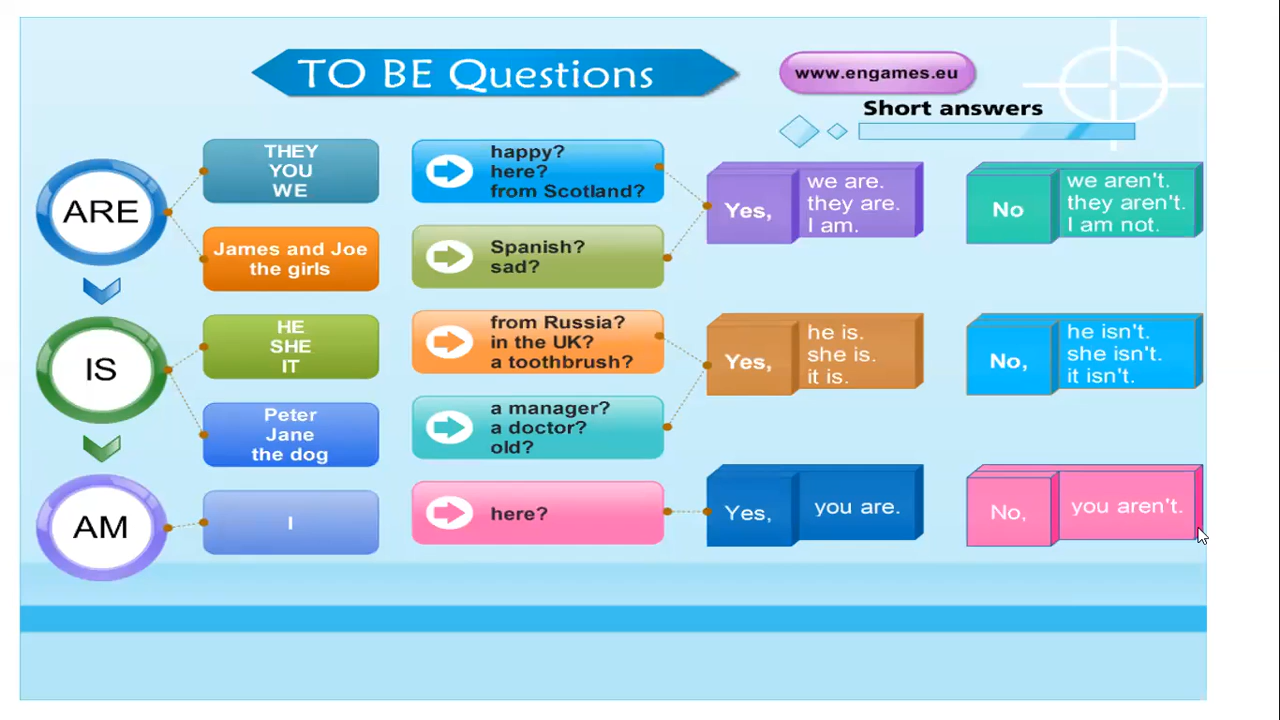 TO BE Questions
www.engames.eu
Short answers
ARE
THEY
YOU
WE
James and Joe
the girls
happy?
here?
from Scotland?
Spanish?
sad?
Yes,
we are.
they are.
I am.
No
we aren't.
they aren't.
I am not.
IS
HE
SHE
IT
Peter
Jane
the dog
from Russia?
in the UK?
a toothbrush?
a manager?
a doctor?
old?
Yes,
he is.
she is.
it is.
No,
he isn't.
she isn't.
it isn't.
AM
I
here?
Yes,
you are.
No,
you aren't.